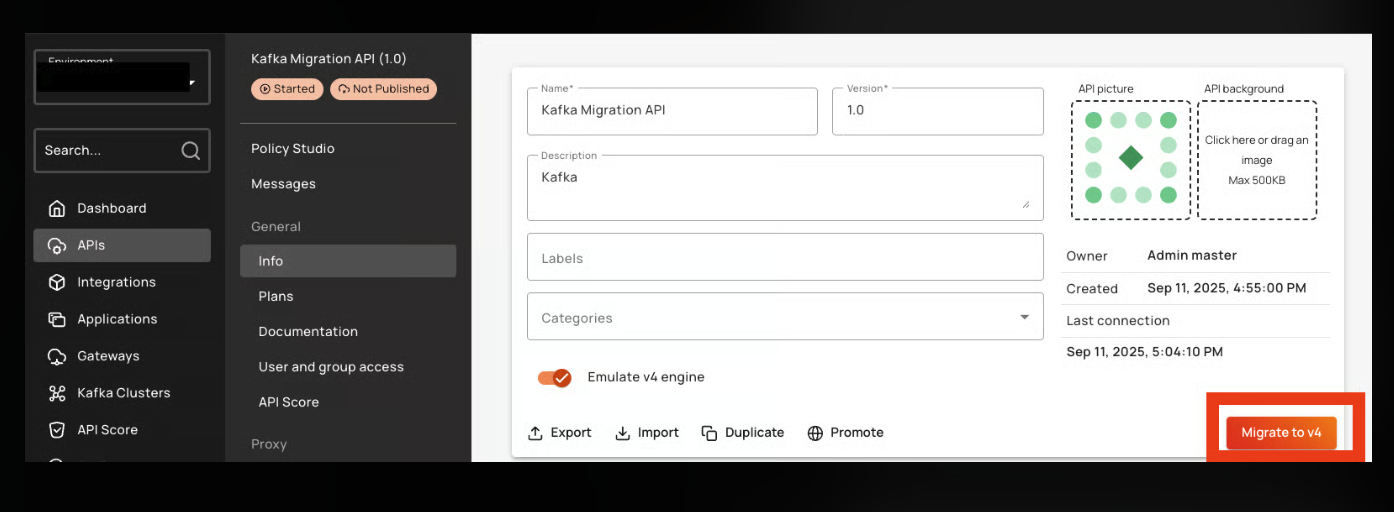 Environment
Search...
Dashboard
APIs
Integrations
Applications
Gateways
Kafka Clusters
API Score
Kafka Migration API (1.0)
Started
Not Published
Policy Studio
Messages
General
Info
Plans
Documentation
User and group access
API Score
Proxy
Name*
Kafka Migration API
Version*
1.0
Description
Kafka
Labels
Categories
Emulate v4 engine
Export
Import
Duplicate
Promote
API picture
API background
Click here or drag an
image
Max 500KB
Owner Admin master
Created Sep 11, 2025, 4:55:00 PM
Last connection
Sep 11, 2025, 5:04:10 PM
Migrate to v4